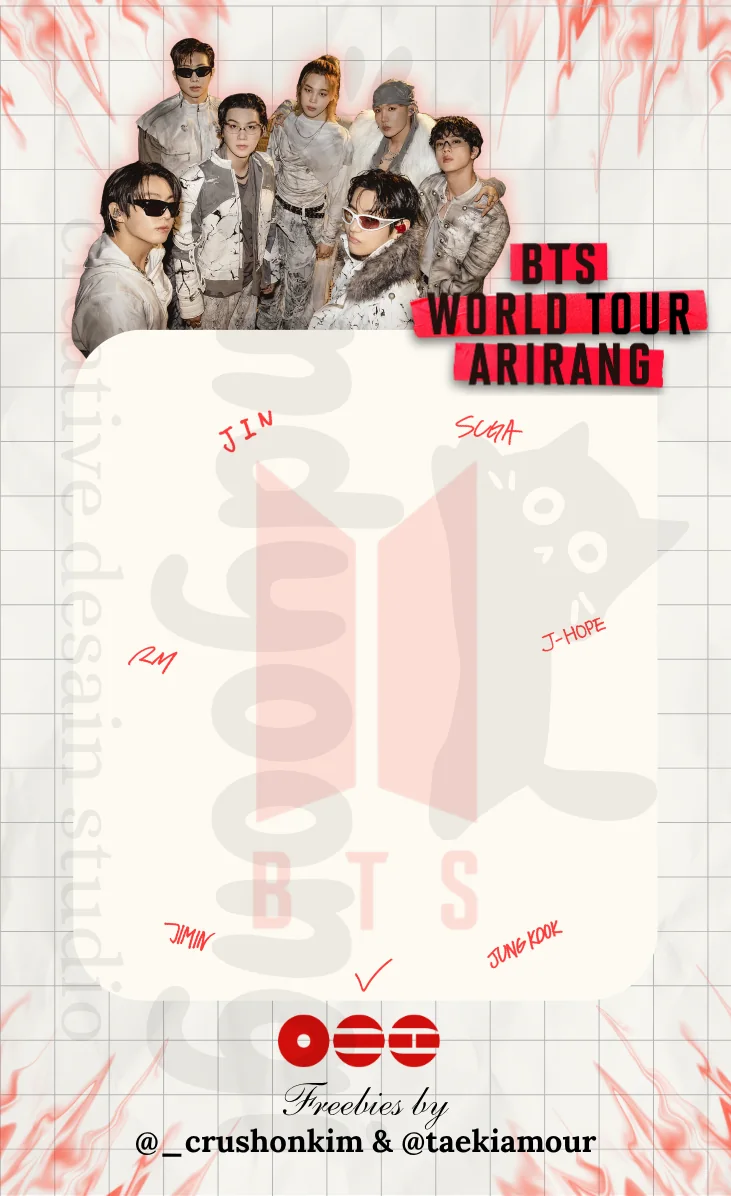 BTS
WORLD TOUR
ARIRANG
JIN
SUGA
J-HOPE
RM
BTS
JIMIN
JUNG KOOK
creative desain studio
Freebies by
@_crushonkim & @taekiamour